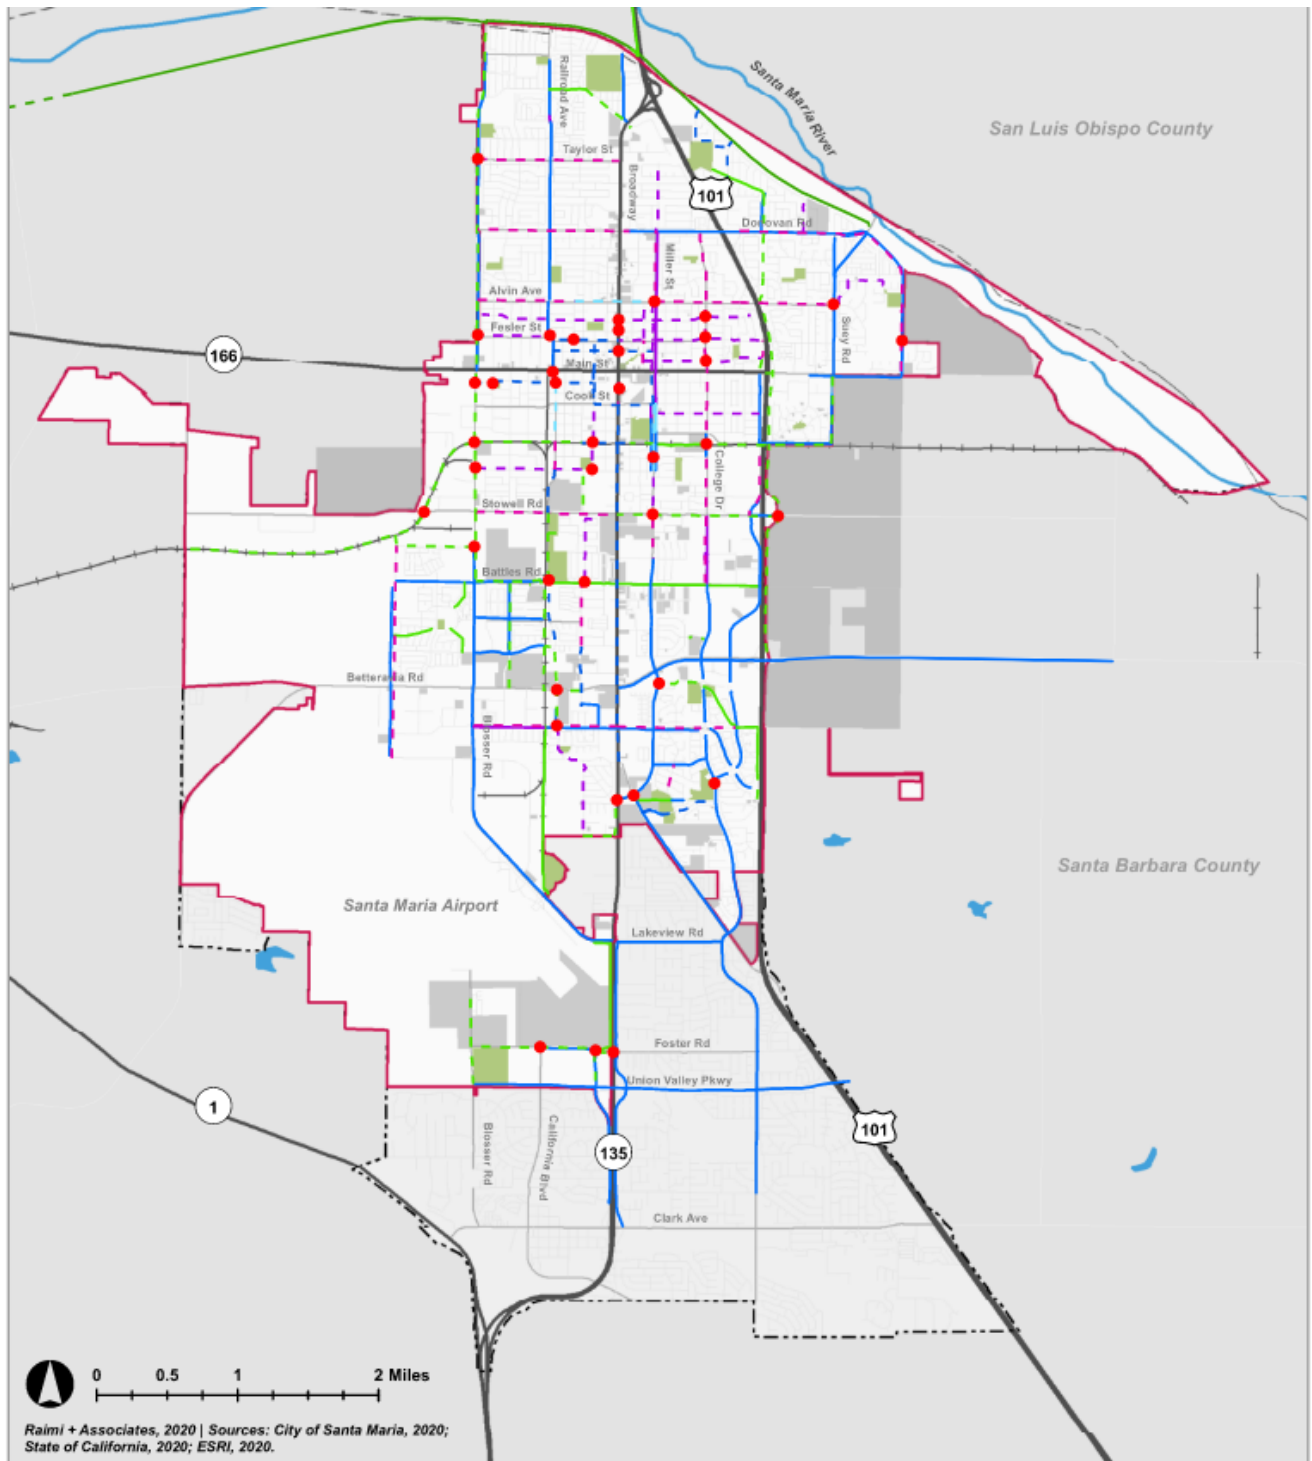 Santa Maria River
San Luis Obispo County
Railroad Ave
Taylor St
Broadway
101
Donovan Rd
Miller St
Alvin Ave
Fesler St
Suey Rd
166
Main St
Cook St
College Dr
Stowell Rd
Battles Rd
Betteravia Rd
Blosser Rd
Santa Barbara County
Santa Maria Airport
Lakeview Rd
Foster Rd
Union Valley Pkwy
1
101
Blosser Rd
California Blvd
135
Clark Ave
0 0.5 1 2 Miles
Raimi + Associates, 2020 | Sources: City of Santa Maria, 2020;
State of California, 2020; ESRI, 2020.